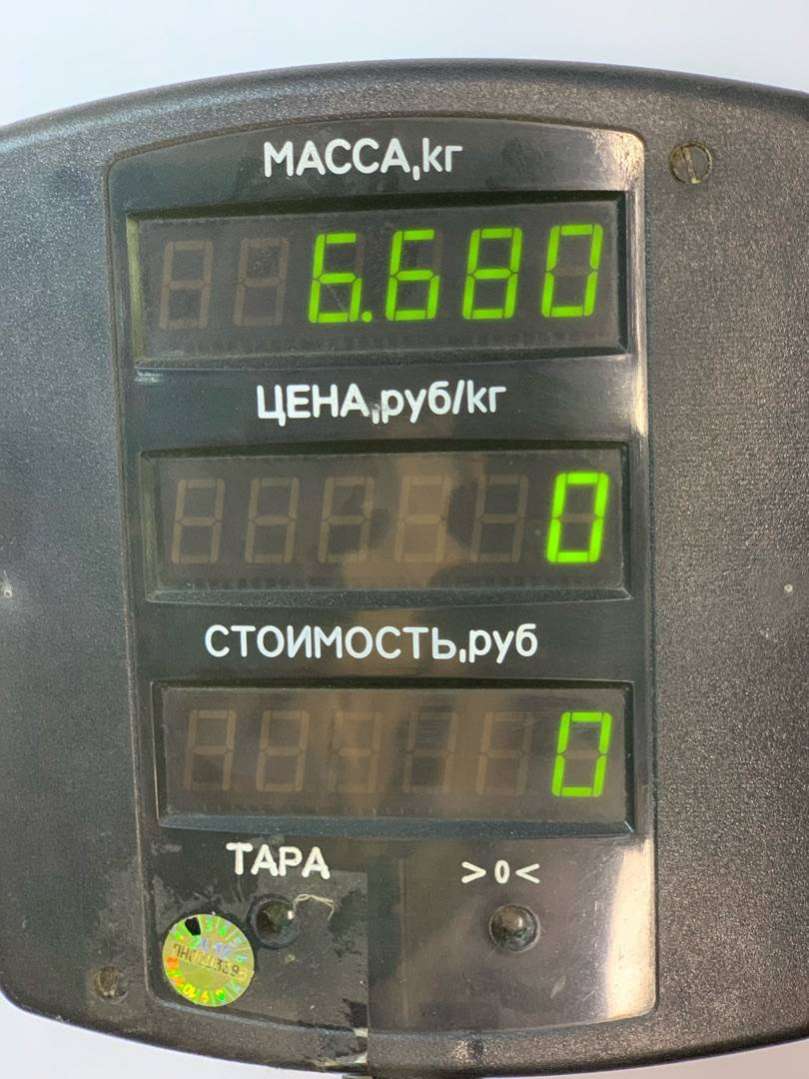 МАССА,кг
6.680
ЦЕНА,руб/кг
0
СТОИМОСТЬ,руб
0
ТАРА >0<